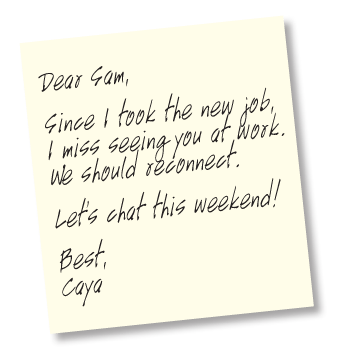 Dear Sam,
Since I took the new job,
I miss seeing you at work.
We should reconnect.
Let's chat this weekend!
Best,
Caya